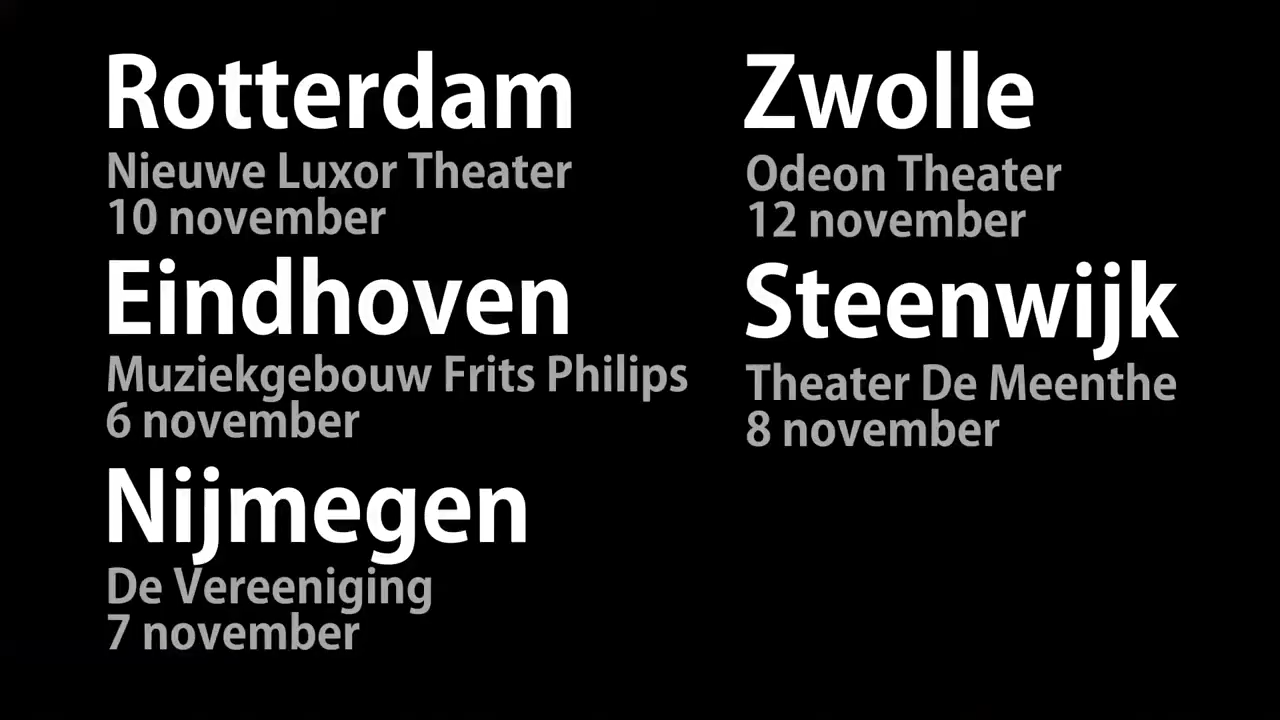 Rotterdam
Nieuwe Luxor Theater
10 november
Eindhoven
Muziekgebouw Frits Philips
6 november
Nijmegen
De Vereeniging
7 november
Zwolle
Odeon Theater
12 november
Steenwijk
Theater De Meenthe
8 november